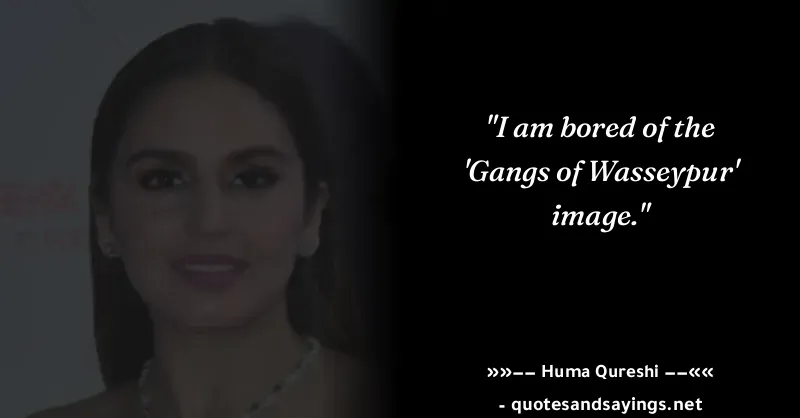 "I am bored of the
'Gangs of Wasseypur'
image."
»»–– Huma Qureshi ––««
- quotesandsayings.net